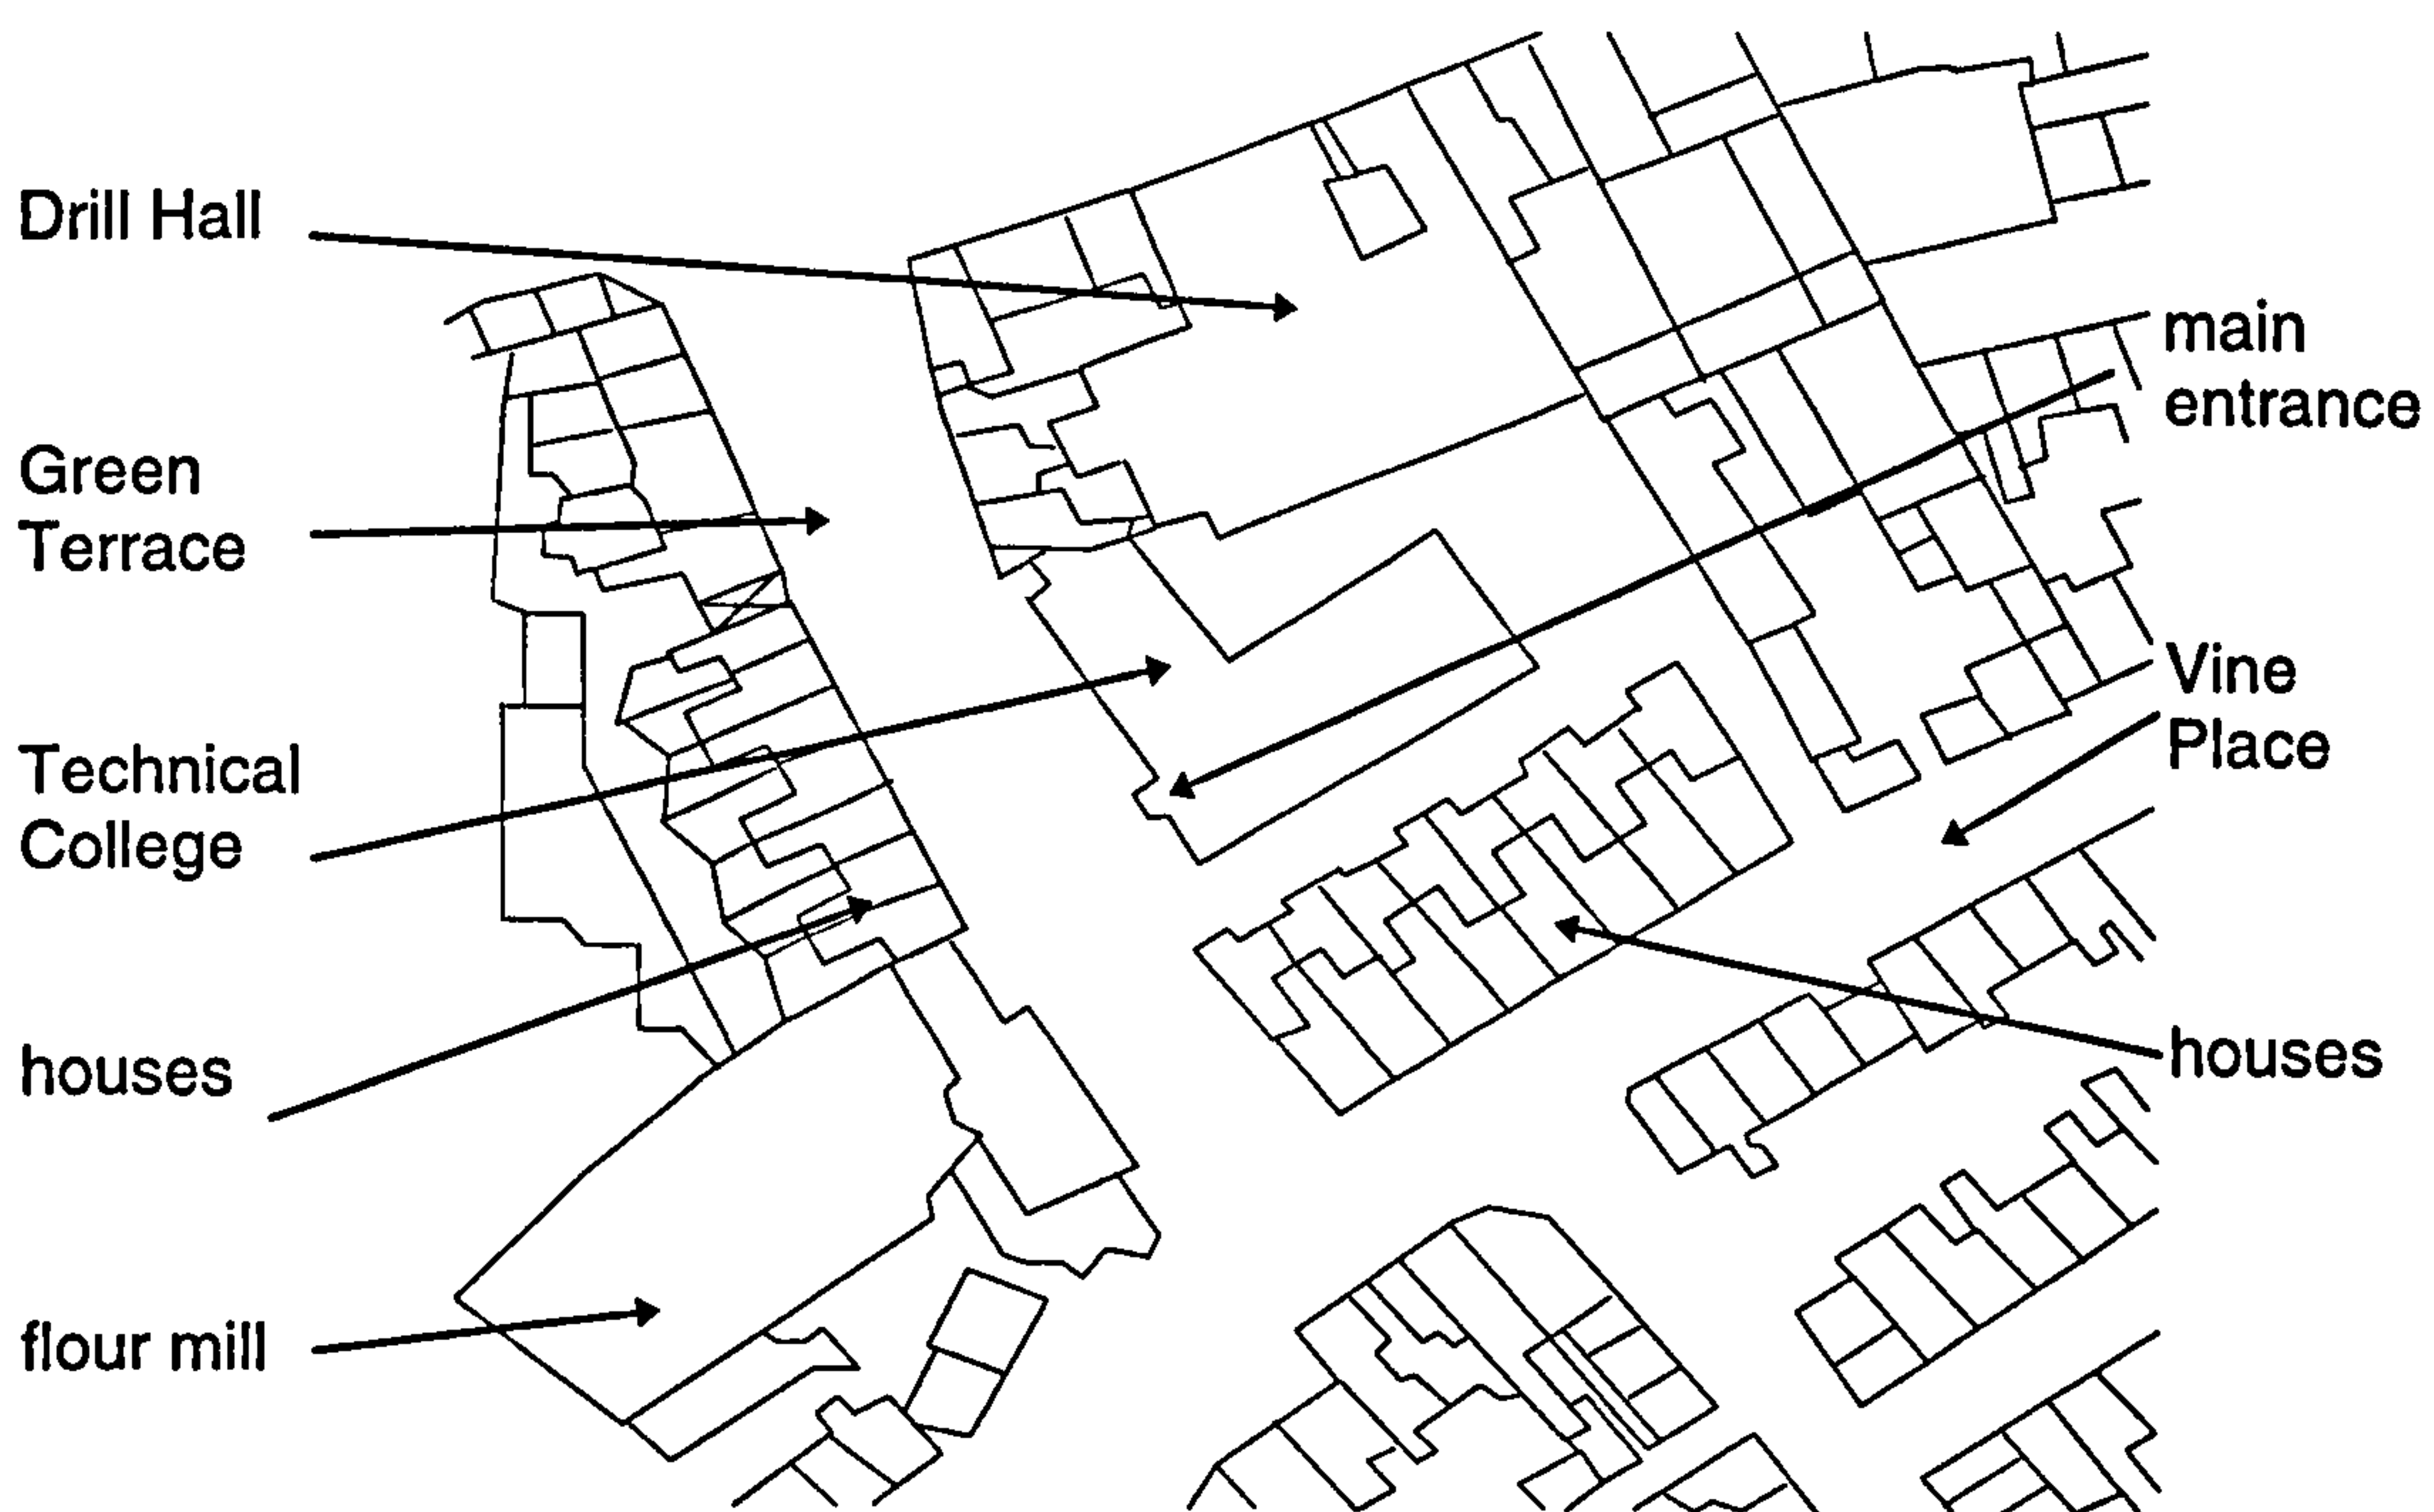 Drill Hall
Green
Terrace
Technical
College
houses
flour mill
main
entrance
Vine
Place
houses